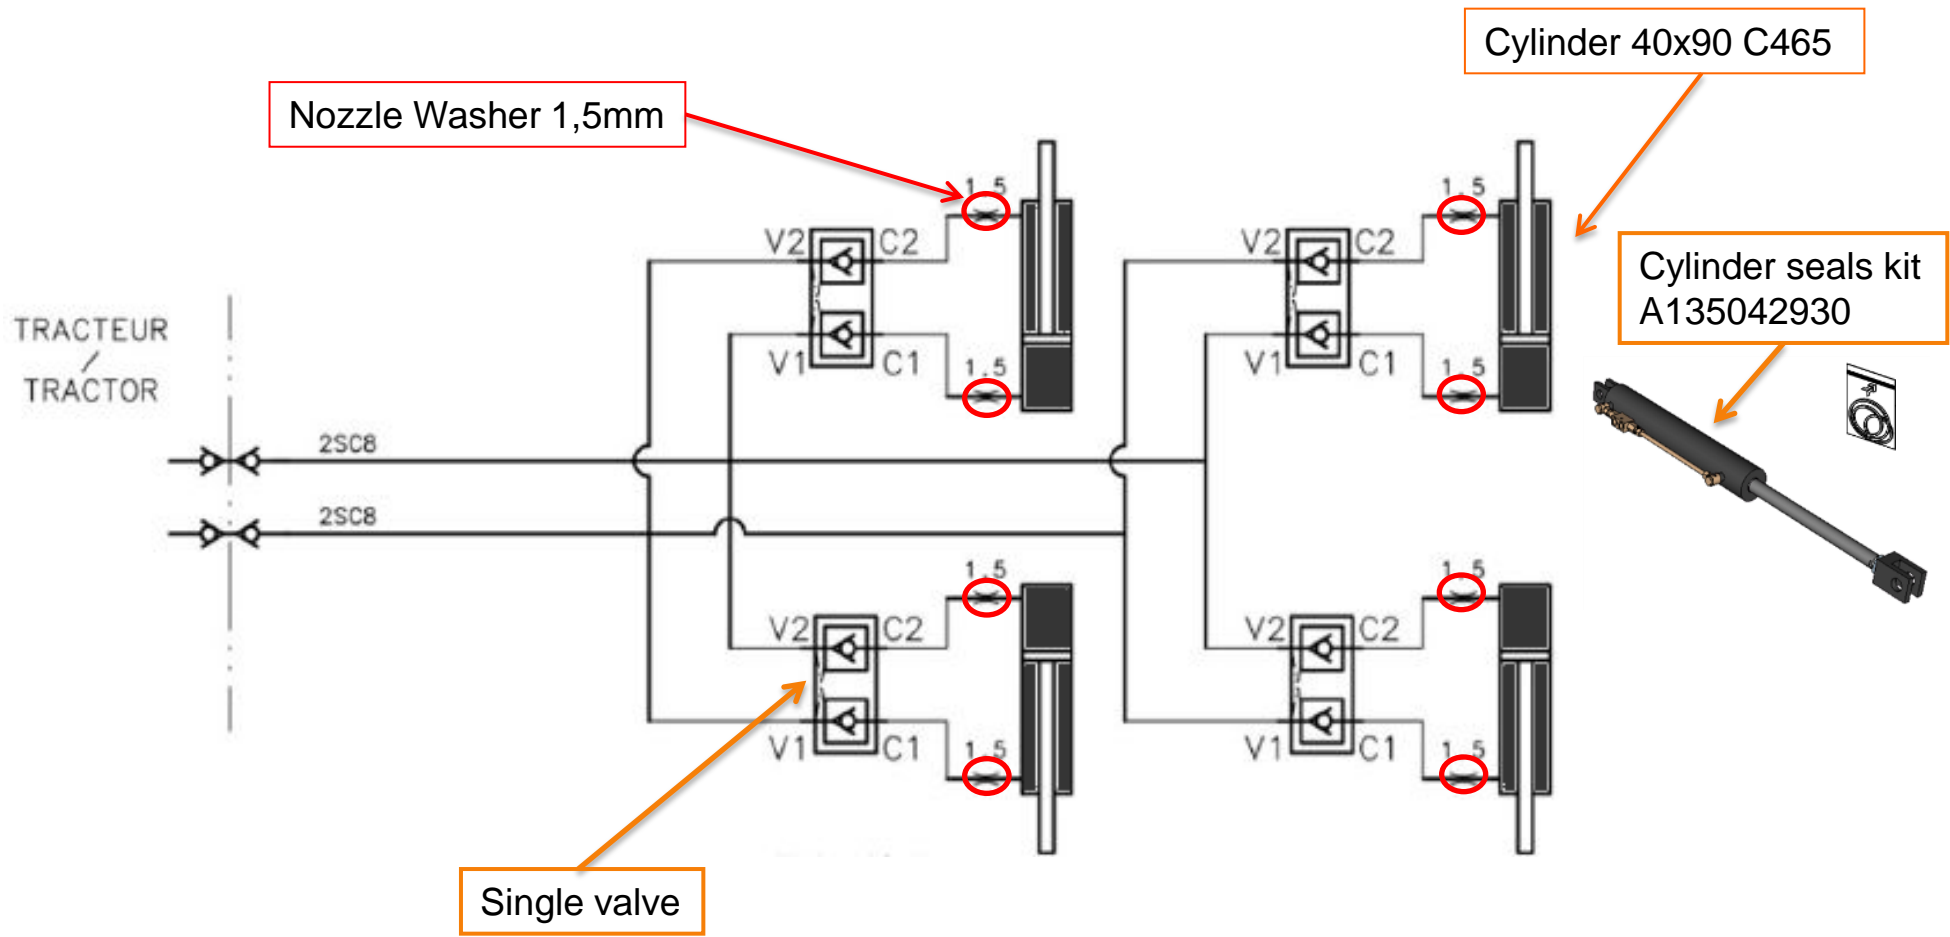 Cylinder 40x90 C465
Nozzle Washer 1,5mm
1.5
1.5
V2
C2
V2
C2
Cylinder seals kit
A135042930
TRACTEUR
/
TRACTOR
V1
C1
1.5
V1
C1
1.5
2SC8
2SC8
1.5
1.5
V2
C2
V2
C2
V1
C1
1.5
V1
C1
1.5
Single valve